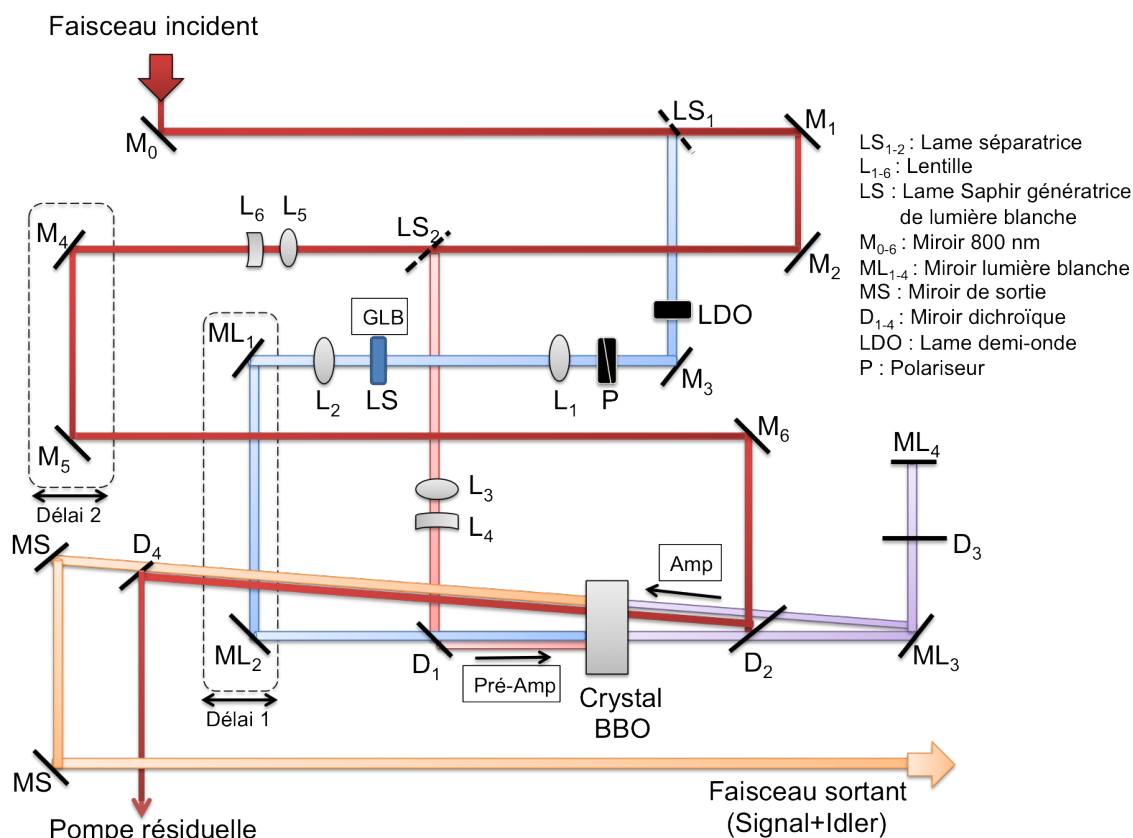 Faisceau incident
M0
LS1
M1
LS1-2 : Lame séparatrice
L1-6: Lentille
LS : Lame Saphir génératrice
de lumière blanche
M0-6 : Miroir 800 nm
ML1-4 : Miroir lumière blanche
MS : Miroir de sortie
D1-4 : Miroir dichroïque
LDO : Lame demi-onde
P : Polariseur
L6
L5
LS2
M4
M2
LDO
GLB
ML1
L2
LS
L1
P
M3
M5
M6
ML4
Délai 2
L3
L4
MS
D4
Amp
D3
ML2
D1
D2
ML3
Pré-Amp
Crystal
BBO
Délai 1
MS
Faisceau sortant
(Signal+Idler)
Pompe résiduelle